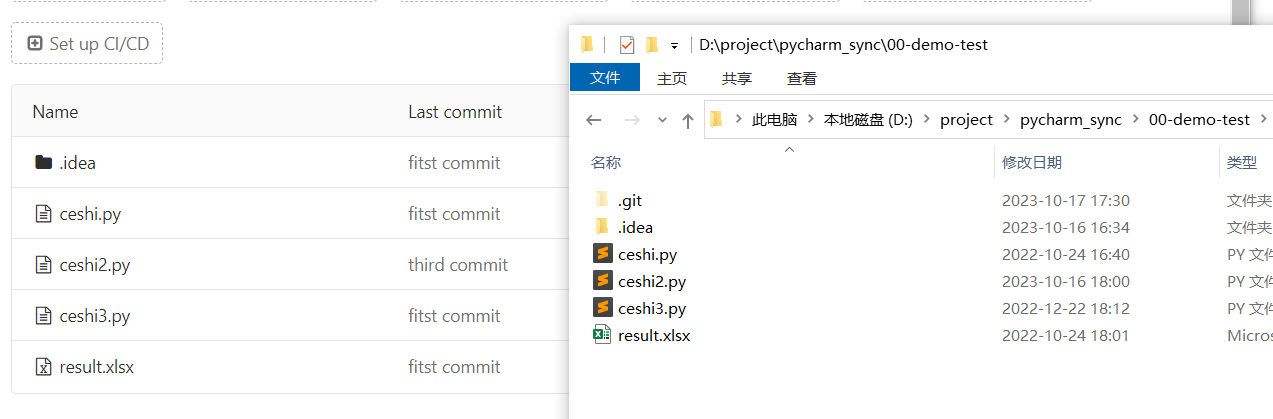 Set up CI/CD
Name Last commit
.idea fitst commit
ceshi.py fitst commit
ceshi2.py third commit
ceshi3.py fitst commit
result.xlsx fitst commit
D:\project\pycharm_sync\00-demo-test
文件 主页 共享 查看
此电脑 本地磁盘 (D:) project pycharm_sync 00-demo-test
名称 修改日期 类型
.git 2023-10-17 17:30 文件夹
.idea 2023-10-16 16:34 文件夹
ceshi.py 2022-10-24 16:40 PY 文件
ceshi2.py 2023-10-16 18:00 PY 文件
ceshi3.py 2022-12-22 18:12 PY 文件
result.xlsx 2022-10-24 18:01 Micros